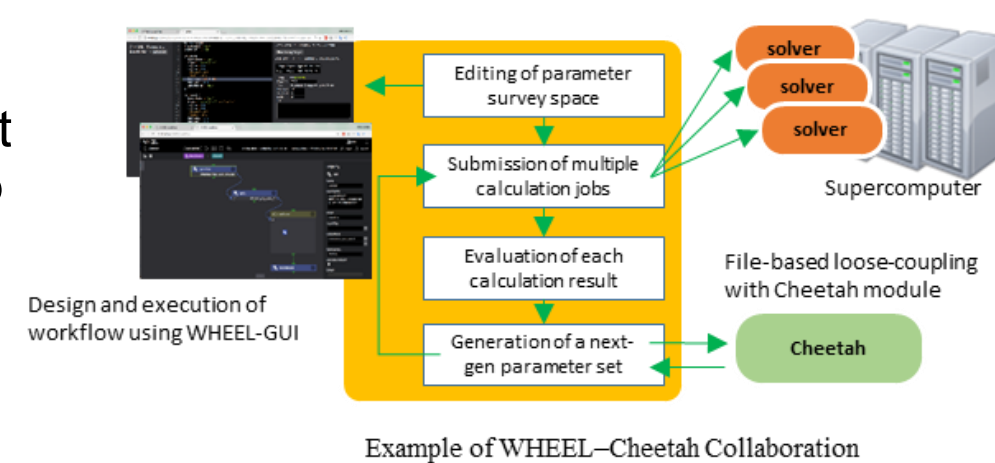 Editing of parameter
survey space
Submission of multiple
calculation jobs
Evaluation of each
calculation result
Generation of a next-
gen parameter set
solver
solver
solver
Supercomputer
File-based loose-coupling
with Cheetah module
Cheetah
Design and execution of
workflow using WHEEL-GUI
Example of WHEEL–Cheetah Collaboration